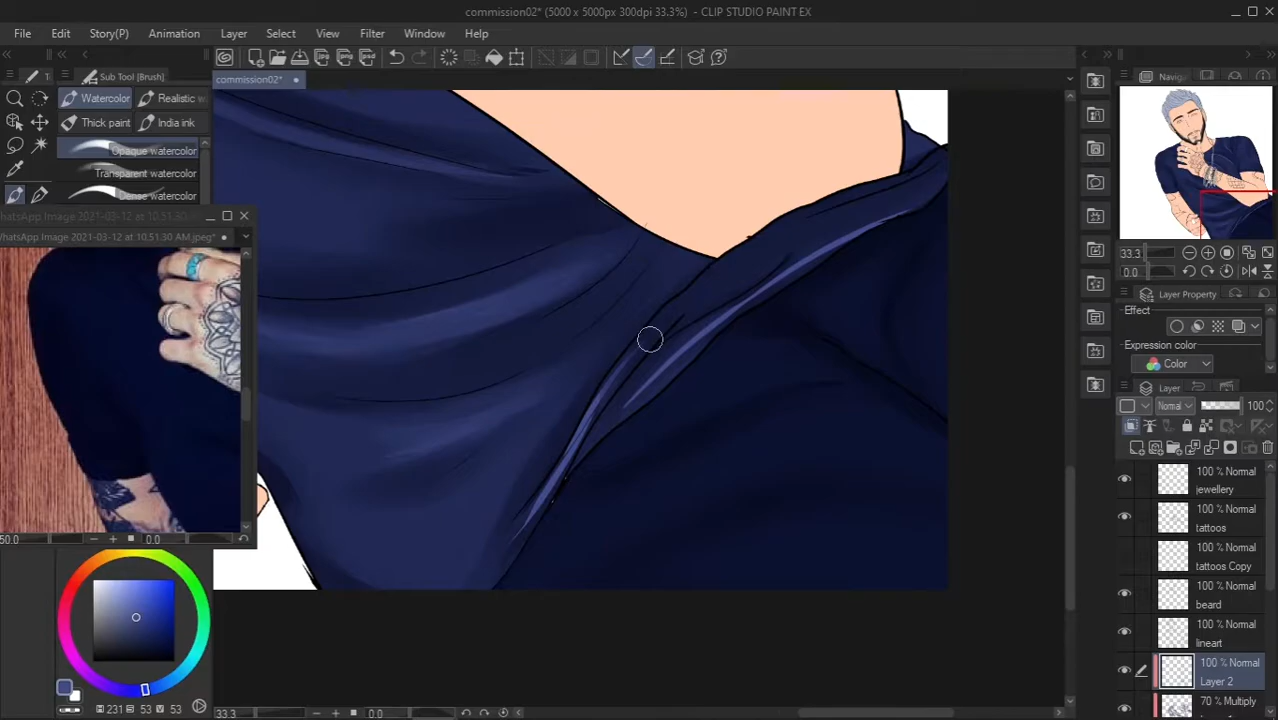 commission02* (5000 x 5000px 300dpi 33.3%) - CLIP STUDIO PAINT EX
File Edit Story(P) Animation Layer Select View Filter Window Help
Sub Tool [Brush]
commission02*
Watercolor Realistic w
Thick paint India ink
Opaque watercolor
Transparent watercolor
Dense watercolor
hatsApp Image 2021-03-12 at 10.51.30
hatsApp Image 2021-03-12 at 10.51.30 AM.jpeg*
50.0 0.0
231 S 53 V 53
33.3 0.0
Navig
33.3
0.0
Layer Property
Effect
Expression color
Color
Layer
Normal 100
100 % Normal
jewellery
100 % Normal
tattoos
100 % Normal
tattoos Copy
100 % Normal
beard
100 % Normal
lineart
100 % Normal
Layer 2
70 % Multiply